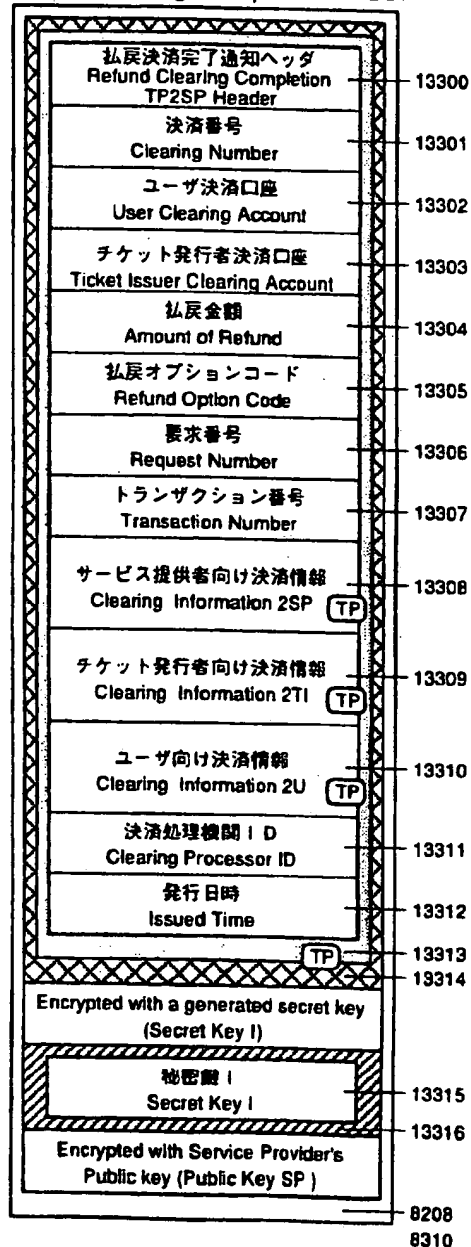 払戻決済完了通知ヘッダ
Refund Clearing Completion
TP2SP Header
13300
決済番号
Clearing Number
13301
ユーザ決済口座
User Clearing Account
13302
チケット発行者決済口座
Ticket Issuer Clearing Account
13303
払戻金額
Amount of Refund
13304
払戻オプションコード
Refund Option Code
13305
要求番号
Request Number
13306
トランザクション番号
Transaction Number
13307
サービス提供者向け決済情報
Clearing Information 2SP
TP
13308
チケット発行者向け決済情報
Clearing Information 2TI
TP
13309
ユーザ向け決済情報
Clearing Information 2U
TP
13310
決済処理機関ID
Clearing Processor ID
13311
発行日時
Issued Time
13312
TP
13313
13314
Encrypted with a generated secret key
(Secret Key I)
秘密鍵 I
Secret Key I
13315
13316
Encrypted with Service Provider's
Public key (Public Key SP )
8208
8310